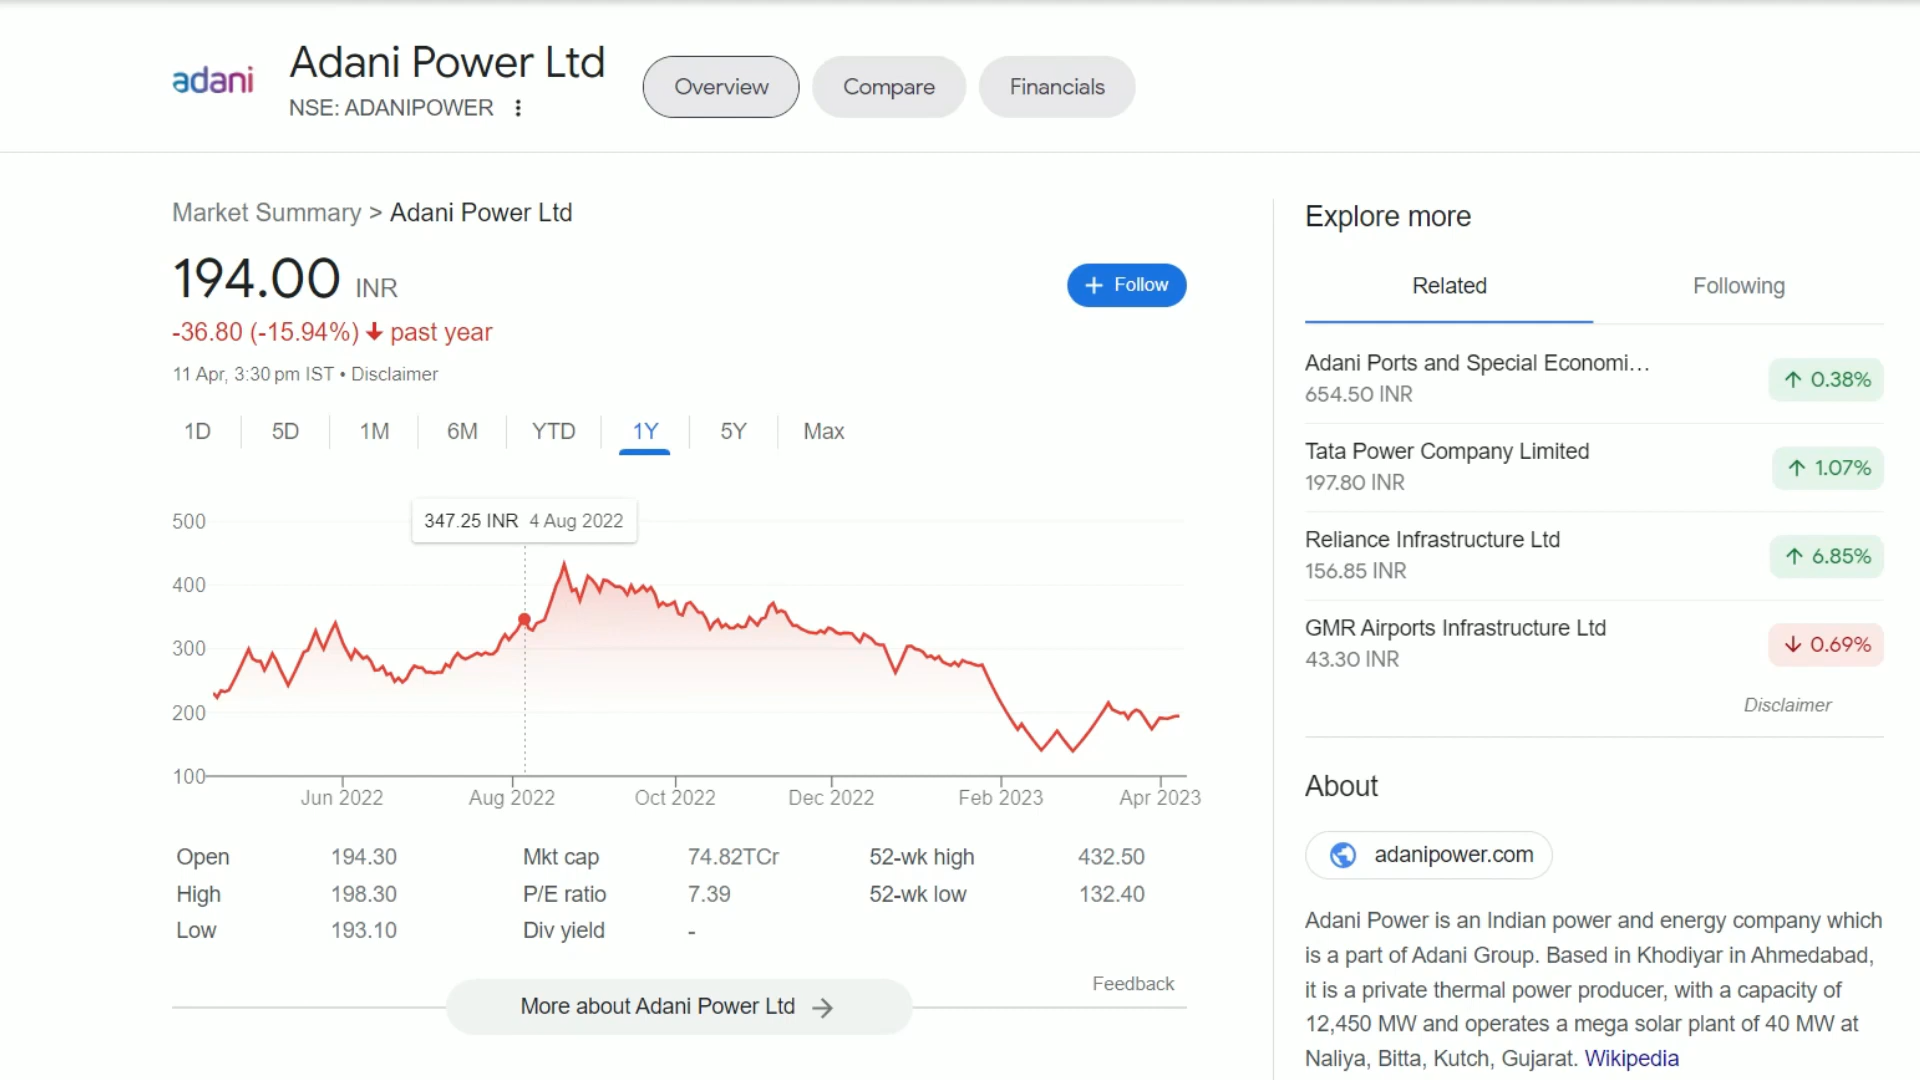 adani
Adani Power Ltd
NSE: ADANIPOWER
Overview
Compare
Financials
Market Summary > Adani Power Ltd
194.00 INR
+ Follow
-36.80 (-15.94%) ↓ past year
11 Apr, 3:30 pm IST • Disclaimer
1D 5D 1M 6M YTD 1Y 5Y Max
347.25 INR 4 Aug 2022
500
400
300
200
100
Jun 2022 Aug 2022 Oct 2022 Dec 2022 Feb 2023 Apr 2023
Open 194.30 Mkt cap 74.82TCr 52-wk high 432.50
High 198.30 P/E ratio 7.39 52-wk low 132.40
Low 193.10 Div yield -
Feedback
More about Adani Power Ltd →
Explore more
Related Following
Adani Ports and Special Economi…
654.50 INR
↑ 0.38%
Tata Power Company Limited
197.80 INR
↑ 1.07%
Reliance Infrastructure Ltd
156.85 INR
↑ 6.85%
GMR Airports Infrastructure Ltd
43.30 INR
↓ 0.69%
Disclaimer
About
adanipower.com
Adani Power is an Indian power and energy company which
is a part of Adani Group. Based in Khodiyar in Ahmedabad,
it is a private thermal power producer, with a capacity of
12,450 MW and operates a mega solar plant of 40 MW at
Naliya, Bitta, Kutch, Gujarat. Wikipedia